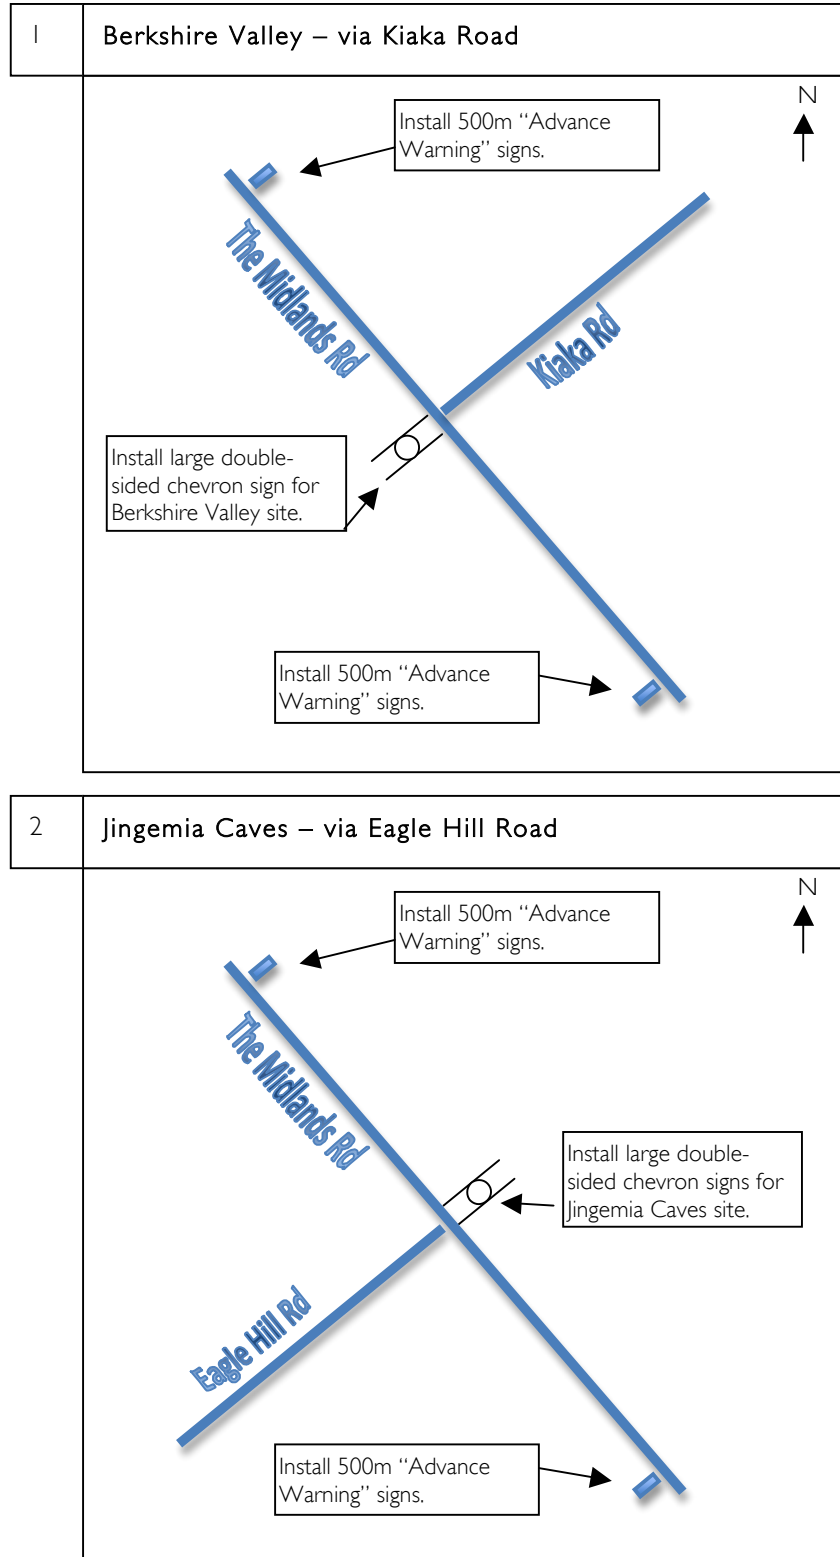 1
Berkshire Valley – via Kiaka Road
N
Install 500m “Advance
Warning” signs.
The Midlands Rd
Kiaka Rd
Install large double-
sided chevron sign for
Berkshire Valley site.
Install 500m “Advance
Warning” signs.
2
Jingemia Caves – via Eagle Hill Road
N
Install 500m “Advance
Warning” signs.
The Midlands Rd
Install large double-
sided chevron signs for
Jingemia Caves site.
Eagle Hill Rd
Install 500m “Advance
Warning” signs.